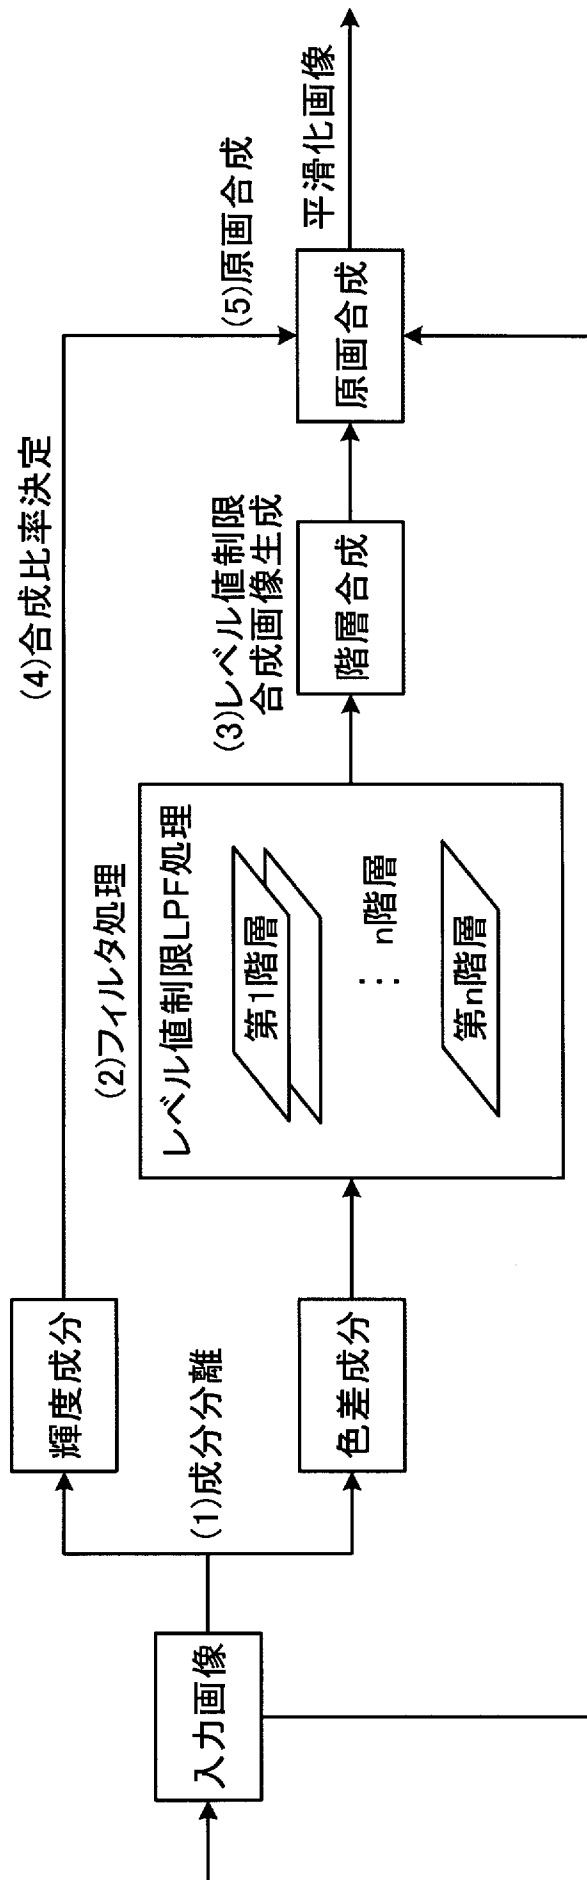 入力画像
(1)成分分離
輝度成分
色差成分
(2)フィルタ処理
レベル値制限LPF処理
第1階層
⋮ n階層
第n階層
(3)レベル値制限
合成画像生成
階層合成
(4)合成比率決定
(5)原画合成
原画合成
平滑化画像